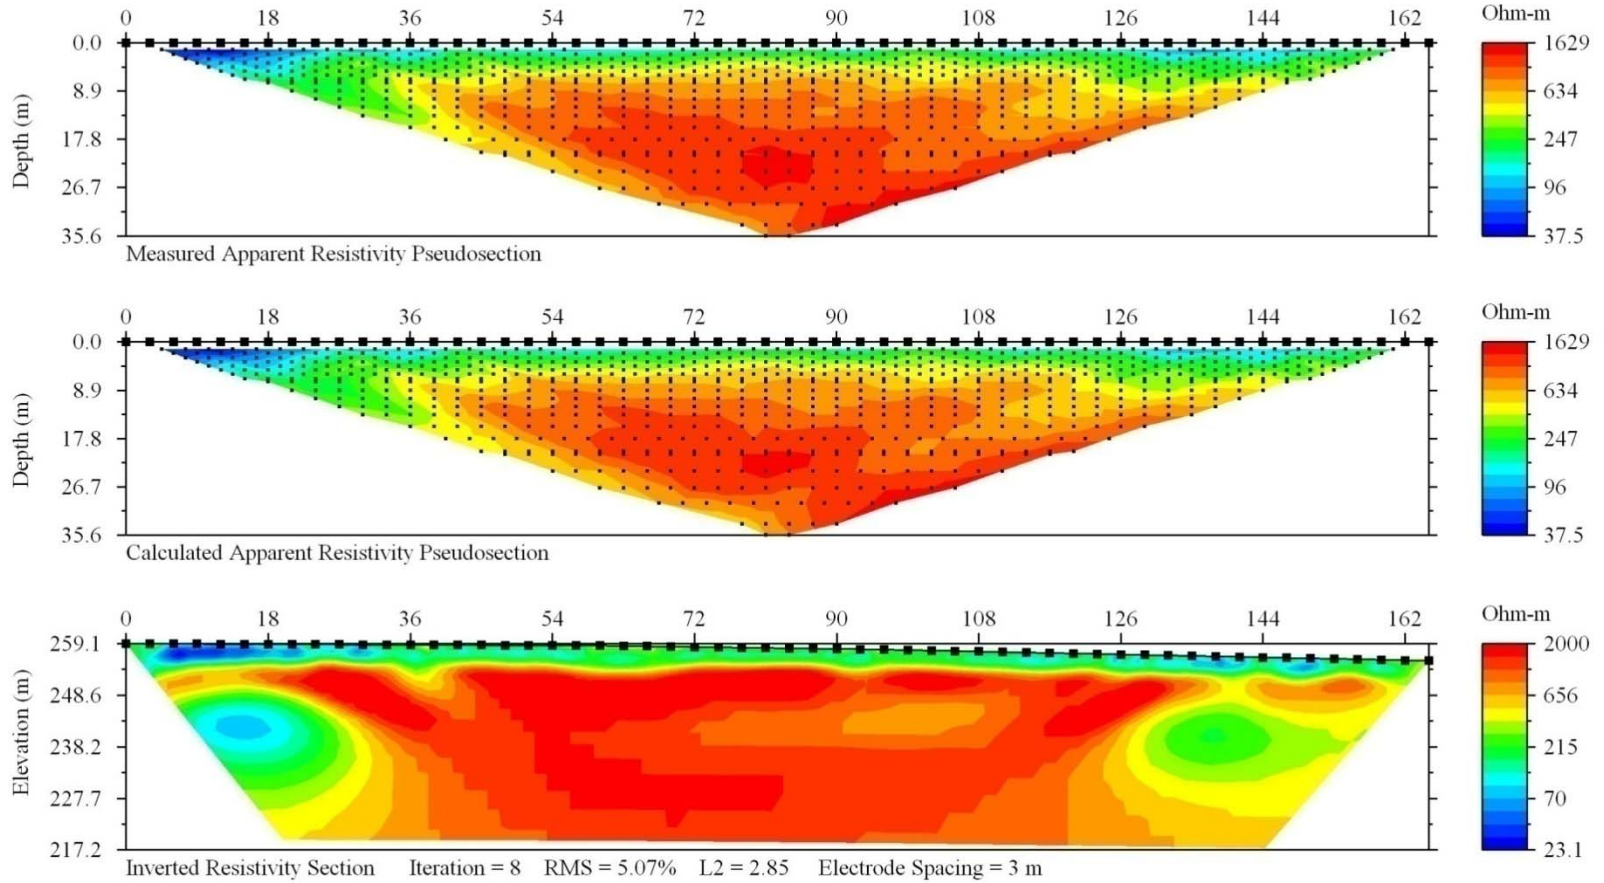 0 18 36 54 72 90 108 126 144 162 Ohm-m
0.0 1629
8.9 634
17.8 247
26.7 96
35.6 37.5
Depth (m)
Measured Apparent Resistivity Pseudosection
0 18 36 54 72 90 108 126 144 162 Ohm-m
0.0 1629
8.9 634
17.8 247
26.7 96
35.6 37.5
Depth (m)
Calculated Apparent Resistivity Pseudosection
0 18 36 54 72 90 108 126 144 162 Ohm-m
259.1 2000
248.6 656
238.2 215
227.7 70
217.2 23.1
Elevation (m)
Inverted Resistivity Section Iteration = 8 RMS = 5.07% L2 = 2.85 Electrode Spacing = 3 m